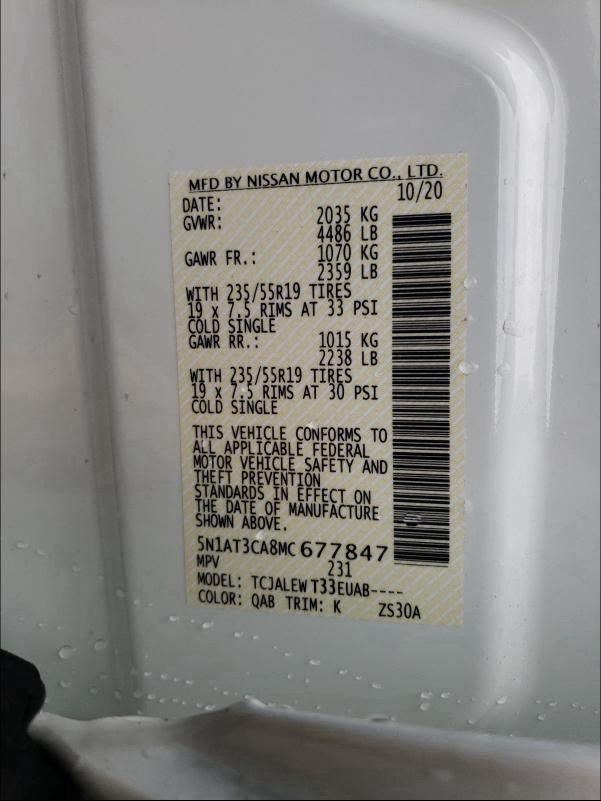 MFD BY NISSAN MOTOR CO., LTD.
DATE: 10/20
GVWR: 2035 KG
4486 LB
GAWR FR.: 1070 KG
2359 LB
WITH 235/55R19 TIRES
19 x 7.5 RIMS AT 33 PSI
COLD SINGLE
GAWR RR.: 1015 KG
2238 LB
WITH 235/55R19 TIRES
19 x 7.5 RIMS AT 30 PSI
COLD SINGLE
THIS VEHICLE CONFORMS TO
ALL APPLICABLE FEDERAL
MOTOR VEHICLE SAFETY AND
THEFT PREVENTION
STANDARDS IN EFFECT ON
THE DATE OF MANUFACTURE
SHOWN ABOVE.
5N1AT3CA8MC 677847
MPV 231
MODEL: TCJALEW T33EUAB----
COLOR: QAB TRIM: K ZS30A